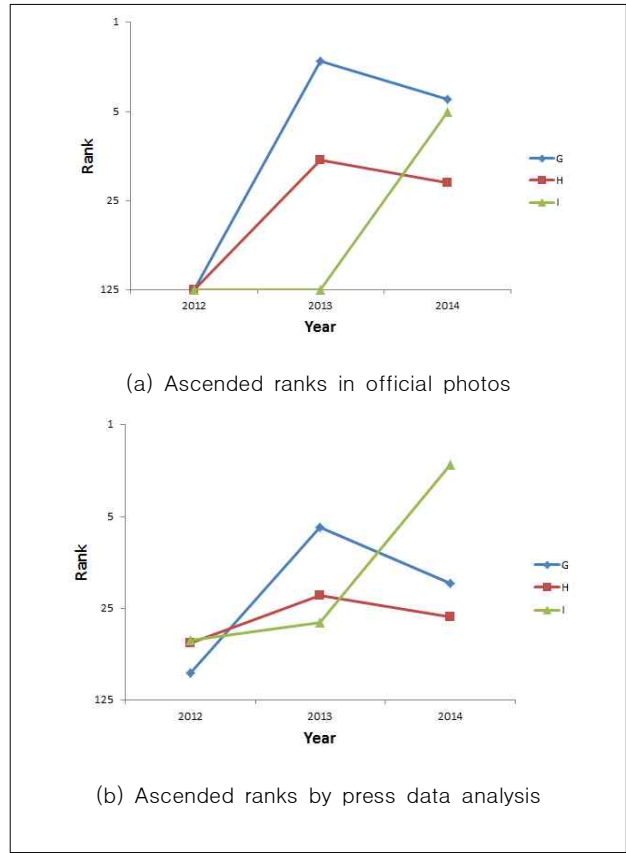 1
5
25
125
Rank
2012
2013
2014
Year
G
H
I
(a) Ascended ranks in official photos
1
5
25
125
Rank
2012
2013
2014
Year
G
H
I
(b) Ascended ranks by press data analysis